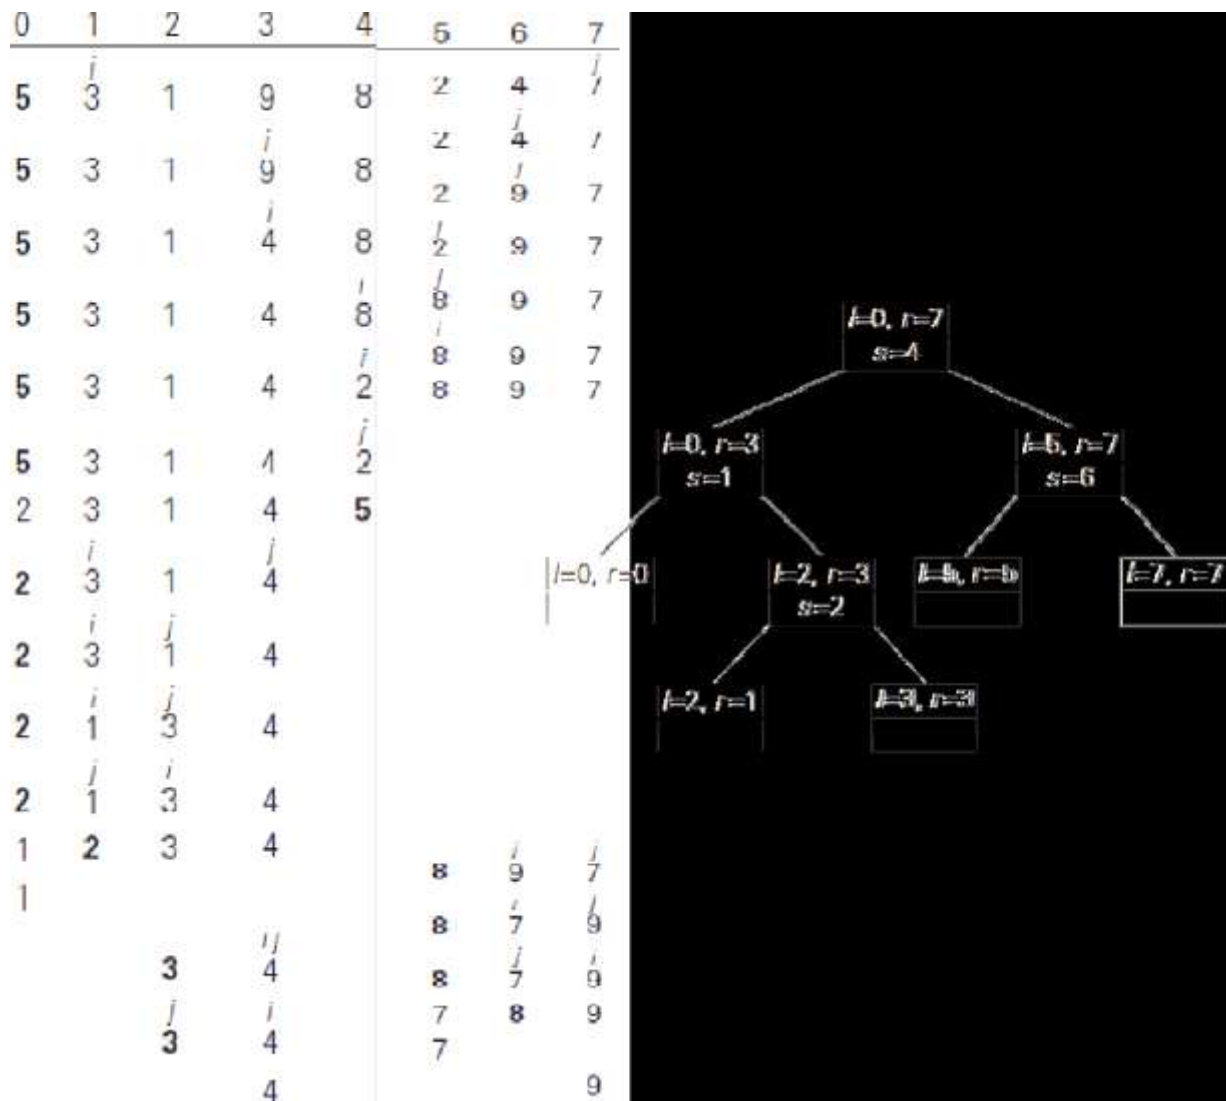 0 1 2 3 4 5 6 7
i j
5 3 1 9 8 2 4 7
i j
5 3 1 9 8 2 4 7
i j
5 3 1 4 8 2 9 7
i j
5 3 1 4 8 2 9 7
i j
5 3 1 4 2 8 9 7
j i
5 3 1 4 2 8 9 7
2 3 1 4 5 8 9 7
i j
2 3 1 4
i j
2 3 1 4
i j
2 1 3 4
j i
2 1 3 4
1 2 3 4
1
i j
8 9 7
i j
8 7 9
j i
8 7 9
7 8 9
7
9
i j
3 4
j i
3 4
4
l=0, r=7
s=4
l=0, r=3
s=1
l=5, r=7
s=6
l=0, r=0
l=2, r=3
s=2
l=5, r=5
l=7, r=7
l=2, r=1
l=3, r=3